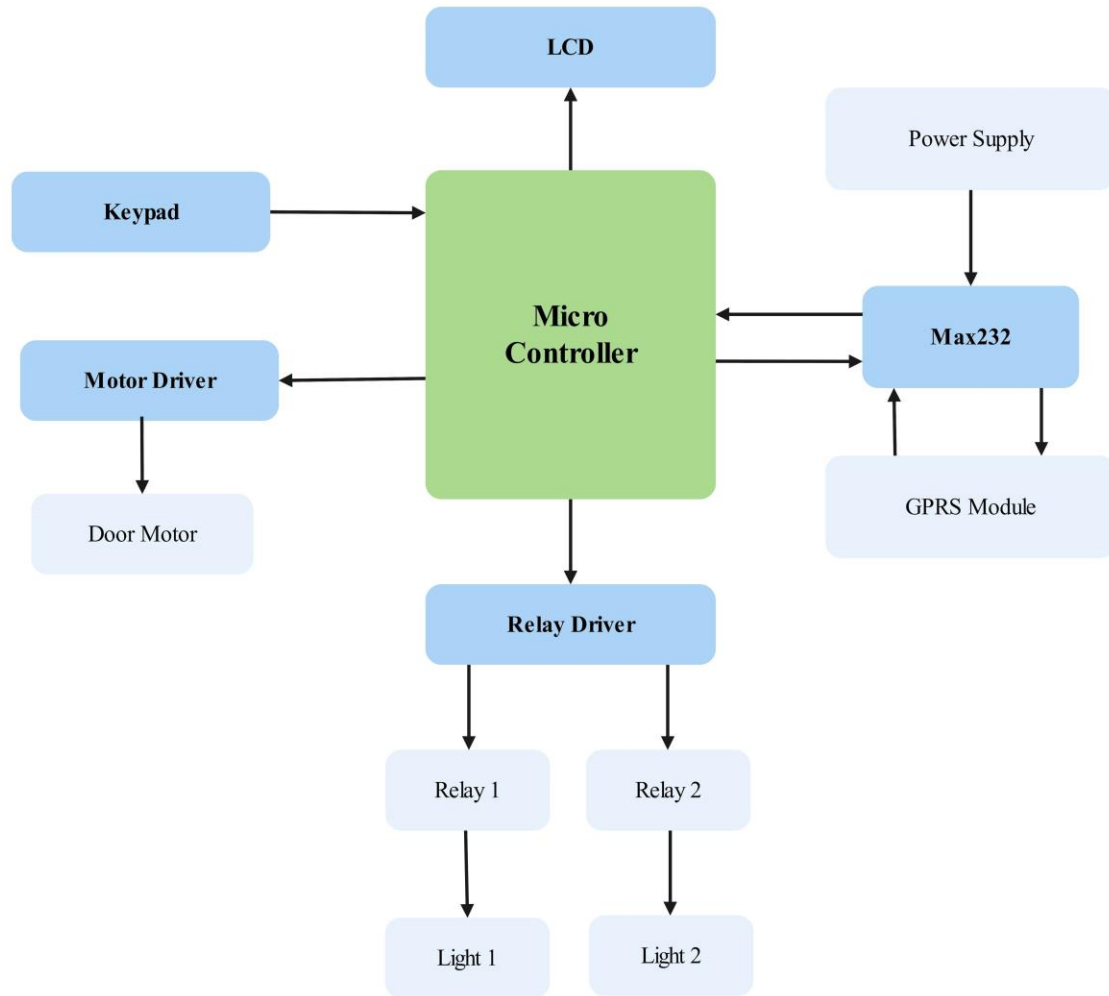 LCD
Power Supply
Keypad
Micro
Controller
Max232
Motor Driver
GPRS Module
Door Motor
Relay Driver
Relay 1
Relay 2
Light 1
Light 2